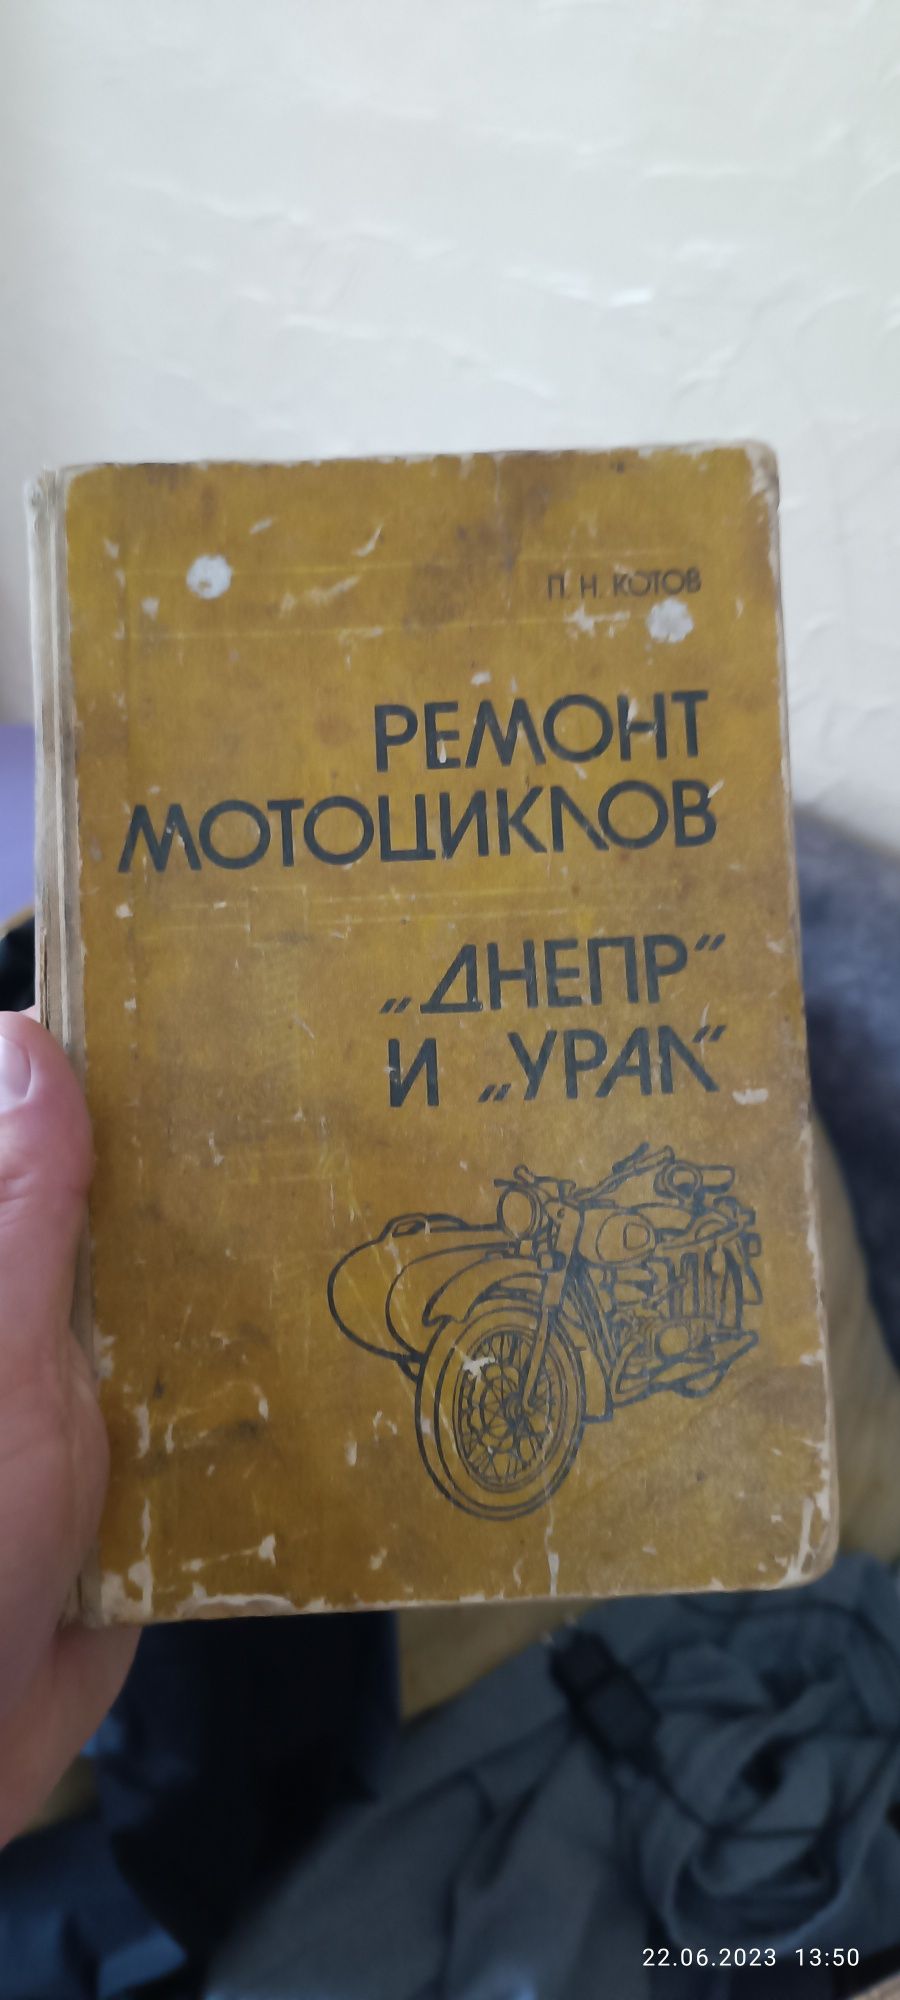 П. Н. КОТОВ
РЕМОНТ
МОТОЦИКЛОВ
„ДНЕПР“
И „УРАЛ“
22.06.2023 13:50